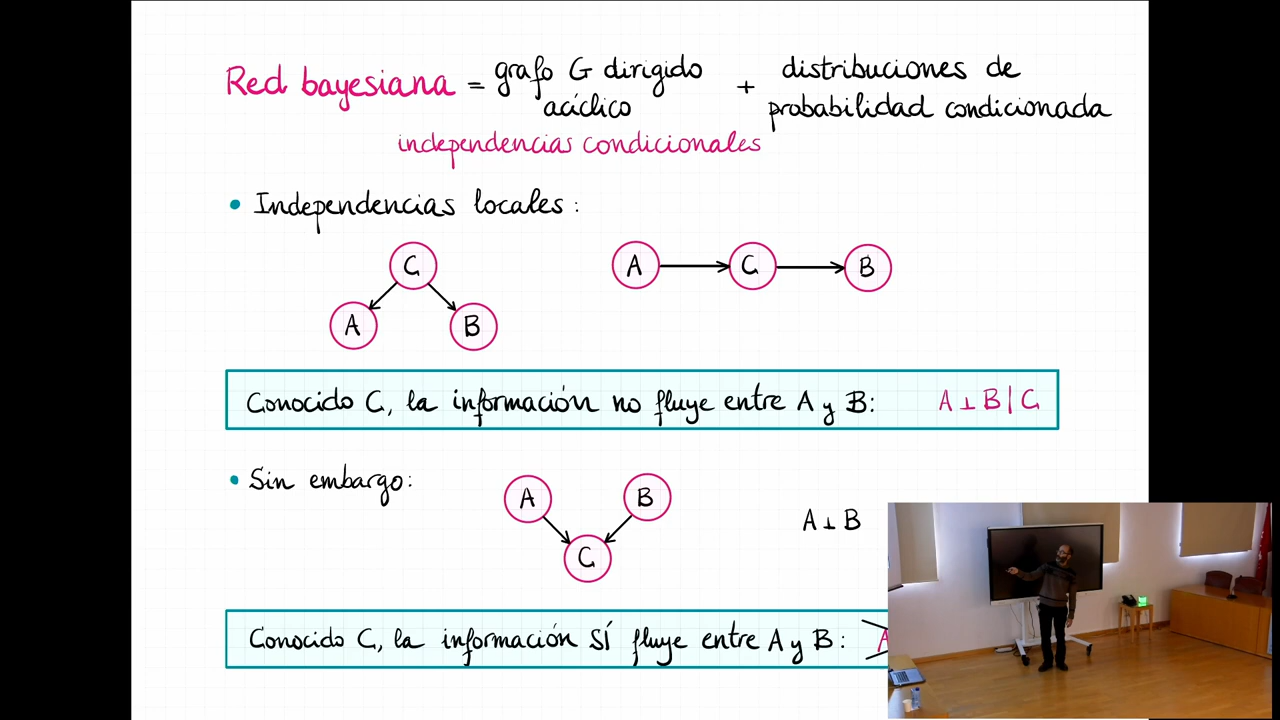 Red bayesiana = grafo G dirigido acíclico + distribuciones de probabilidad condicionada
independencias condicionales
• Independencias locales:
C
A → C → B
A B
Conocido C, la información no fluye entre A y B: A ⊥ B | C
• Sin embargo:
A B
A ⊥ B
C
Conocido C, la información SÍ fluye entre A y B: A